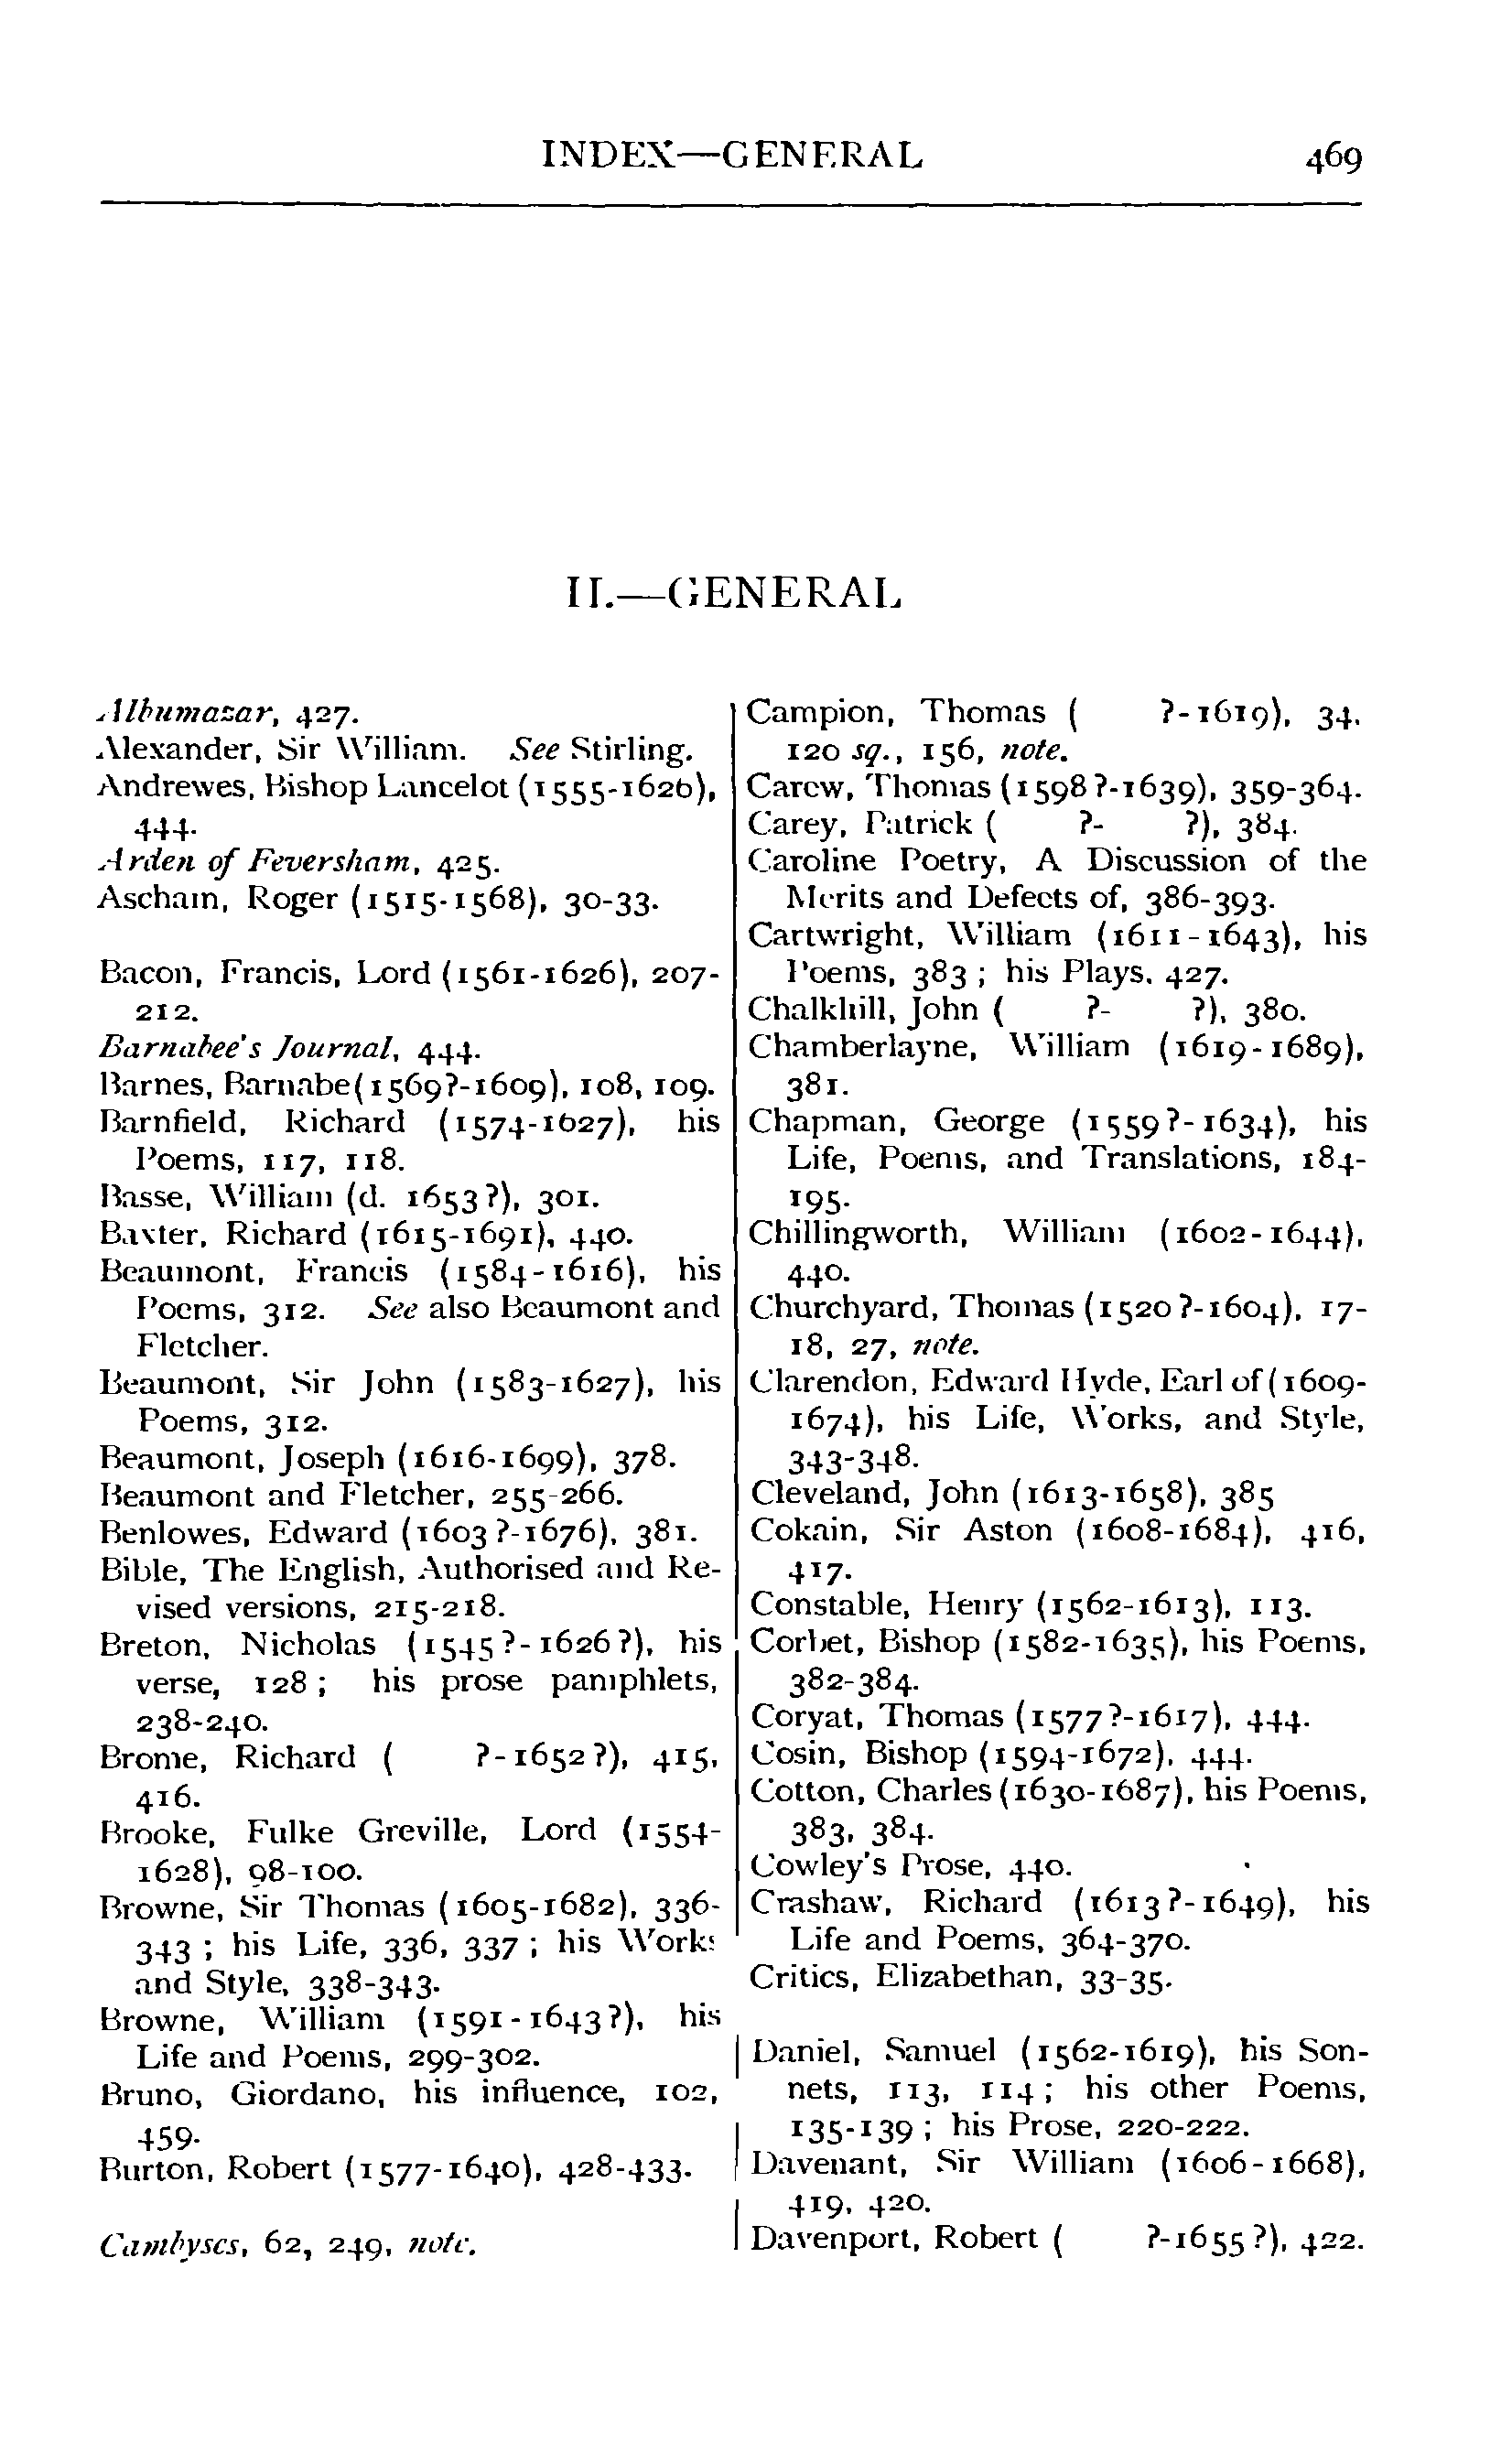 INDEX—GENERAL 469
II.—GENERAL
Albumazar, 427.
Alexander, Sir William. See Stirling.
Andrewes, Bishop Lancelot (1555-1626),
444.
Arden of Feversham, 425.
Ascham, Roger (1515-1568), 30-33.
Bacon, Francis, Lord (1561-1626), 207-
212.
Barnabee's Journal, 444.
Barnes, Barnabe (1569?-1609), 108, 109.
Barnfield, Richard (1574-1627), his
Poems, 117, 118.
Basse, William (d. 1653?), 301.
Baxter, Richard (1615-1691), 440.
Beaumont, Francis (1584-1616), his
Poems, 312. See also Beaumont and
Fletcher.
Beaumont, Sir John (1583-1627), his
Poems, 312.
Beaumont, Joseph (1616-1699), 378.
Beaumont and Fletcher, 255-266.
Benlowes, Edward (1603?-1676), 381.
Bible, The English, Authorised and Re-
vised versions, 215-218.
Breton, Nicholas (1545?-1626?), his
verse, 128; his prose pamphlets,
238-240.
Brome, Richard ( ?-1652?), 415,
416.
Brooke, Fulke Greville, Lord (1554-
1628), 98-100.
Browne, Sir Thomas (1605-1682), 336-
343; his Life, 336, 337; his Works
and Style, 338-343.
Browne, William (1591-1643?), his
Life and Poems, 299-302.
Bruno, Giordano, his influence, 102,
459.
Burton, Robert (1577-1640), 428-433.
Cambyses, 62, 249, note.
Campion, Thomas ( ?-1619), 34,
120 sq., 156, note.
Carew, Thomas (1598?-1639), 359-364.
Carey, Patrick ( ?- ?), 384.
Caroline Poetry, A Discussion of the
Merits and Defects of, 386-393.
Cartwright, William (1611-1643), his
Poems, 383; his Plays, 427.
Chalkhill, John ( ?- ?), 380.
Chamberlayne, William (1619-1689),
381.
Chapman, George (1559?-1634), his
Life, Poems, and Translations, 184-
195.
Chillingworth, William (1602-1644),
440.
Churchyard, Thomas (1520?-1604), 17-
18, 27, note.
Clarendon, Edward Hyde, Earl of (1609-
1674), his Life, Works, and Style,
343-348.
Cleveland, John (1613-1658), 385
Cokain, Sir Aston (1608-1684), 416,
417.
Constable, Henry (1562-1613), 113.
Corbet, Bishop (1582-1635), his Poems,
382-384.
Coryat, Thomas (1577?-1617), 444.
Cosin, Bishop (1594-1672), 444.
Cotton, Charles (1630-1687), his Poems,
383, 384.
Cowley's Prose, 440.
Crashaw, Richard (1613?-1649), his
Life and Poems, 364-370.
Critics, Elizabethan, 33-35.
Daniel, Samuel (1562-1619), his Son-
nets, 113, 114; his other Poems,
135-139; his Prose, 220-222.
Davenant, Sir William (1606-1668),
419, 420.
Davenport, Robert ( ?-1655?), 422.